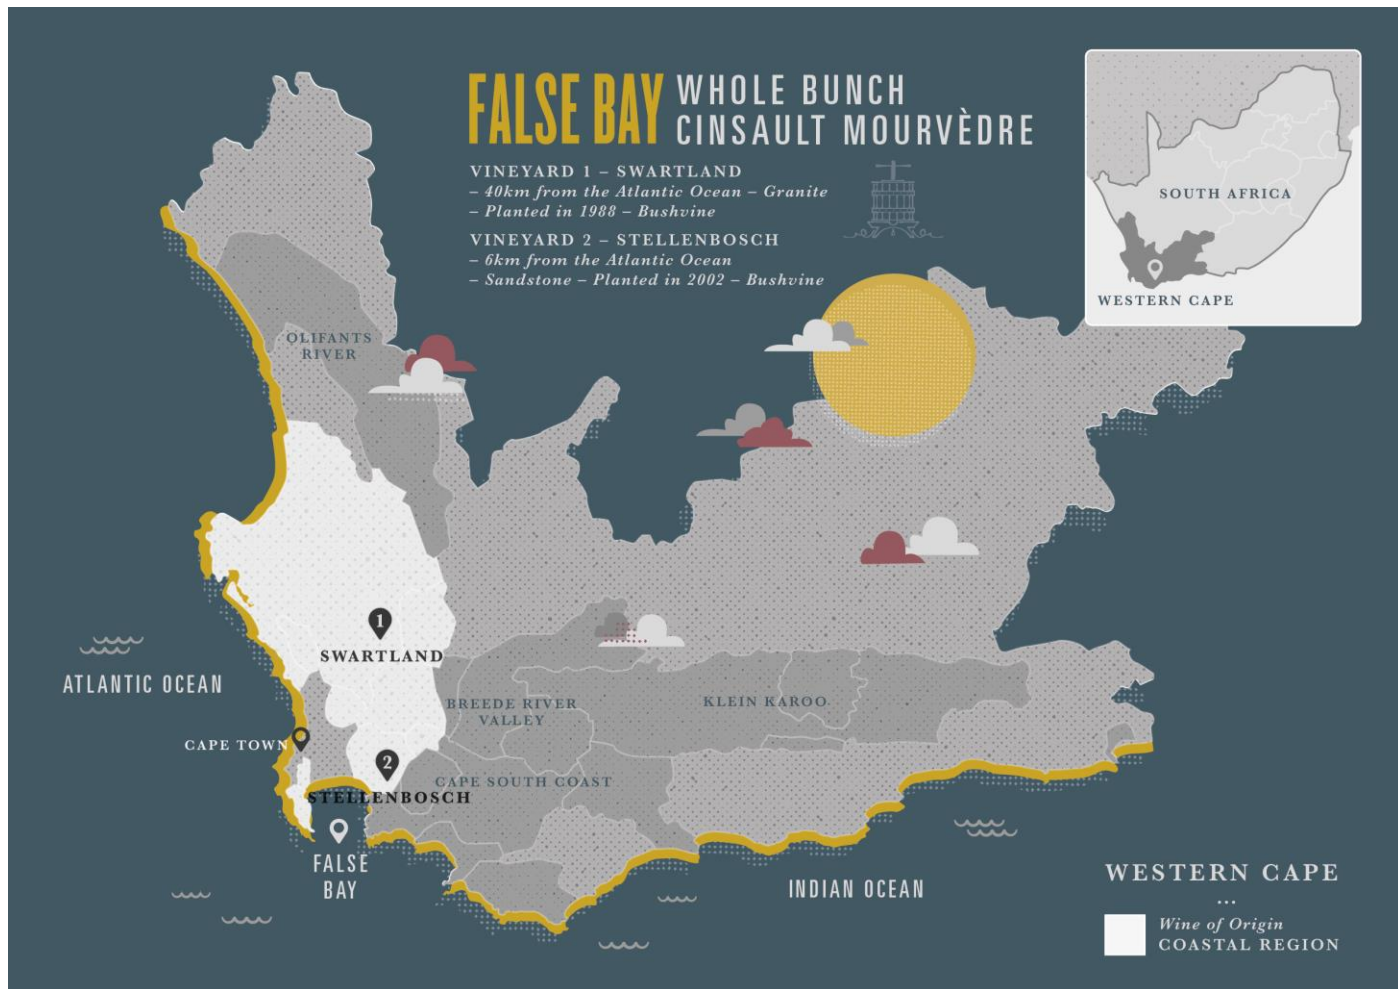 FALSE BAY WHOLE BUNCH
CINSAULT MOURVÈDRE
VINEYARD 1 – SWARTLAND
– 40km from the Atlantic Ocean – Granite
– Planted in 1988 – Bushvine
VINEYARD 2 – STELLENBOSCH
– 6km from the Atlantic Ocean
– Sandstone – Planted in 2002 – Bushvine
SOUTH AFRICA
WESTERN CAPE
OLIFANTS
RIVER
1
SWARTLAND
ATLANTIC OCEAN
BREEDE RIVER
VALLEY
KLEIN KAROO
CAPE TOWN
2
STELLENBOSCH
CAPE SOUTH COAST
FALSE
BAY
INDIAN OCEAN
WESTERN CAPE
...
Wine of Origin
COASTAL REGION